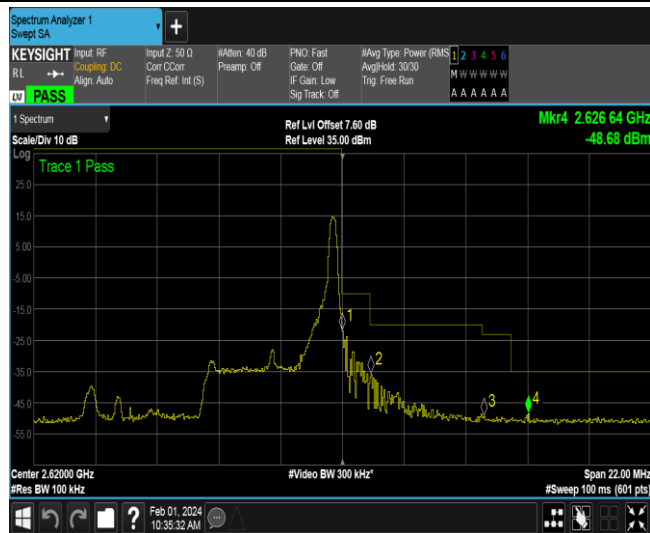 Spectrum Analyzer 1
Swept SA
+
KEYSIGHT
RL
LXI PASS
Input: RF
Coupling: DC
Align: Auto
Input Z: 50 Ω
Corr CCorr
Freq Ref: Int (S)
#Atten: 40 dB
Preamp: Off
PNO: Fast
Gate: Off
IF Gain: Low
Sig Track: Off
#Avg Type: Power (RMS
Avg|Hold: 30/30
Trig: Free Run
1 2 3 4 5 6
M W W W W W
A A A A A A
1 Spectrum
Scale/Div 10 dB
Ref Lvl Offset 7.60 dB
Ref Level 35.00 dBm
Mkr4 2.626 64 GHz
-48.68 dBm
Log
Trace 1 Pass
25.0
15.0
5.00
-5.00
-15.0
-25.0
-35.0
-45.0
-55.0
1
2
3
4
Center 2.62000 GHz
#Res BW 100 kHz
#Video BW 300 kHz*
Span 22.00 MHz
#Sweep 100 ms (601 pts)
?
Feb 01, 2024
10:35:32 AM